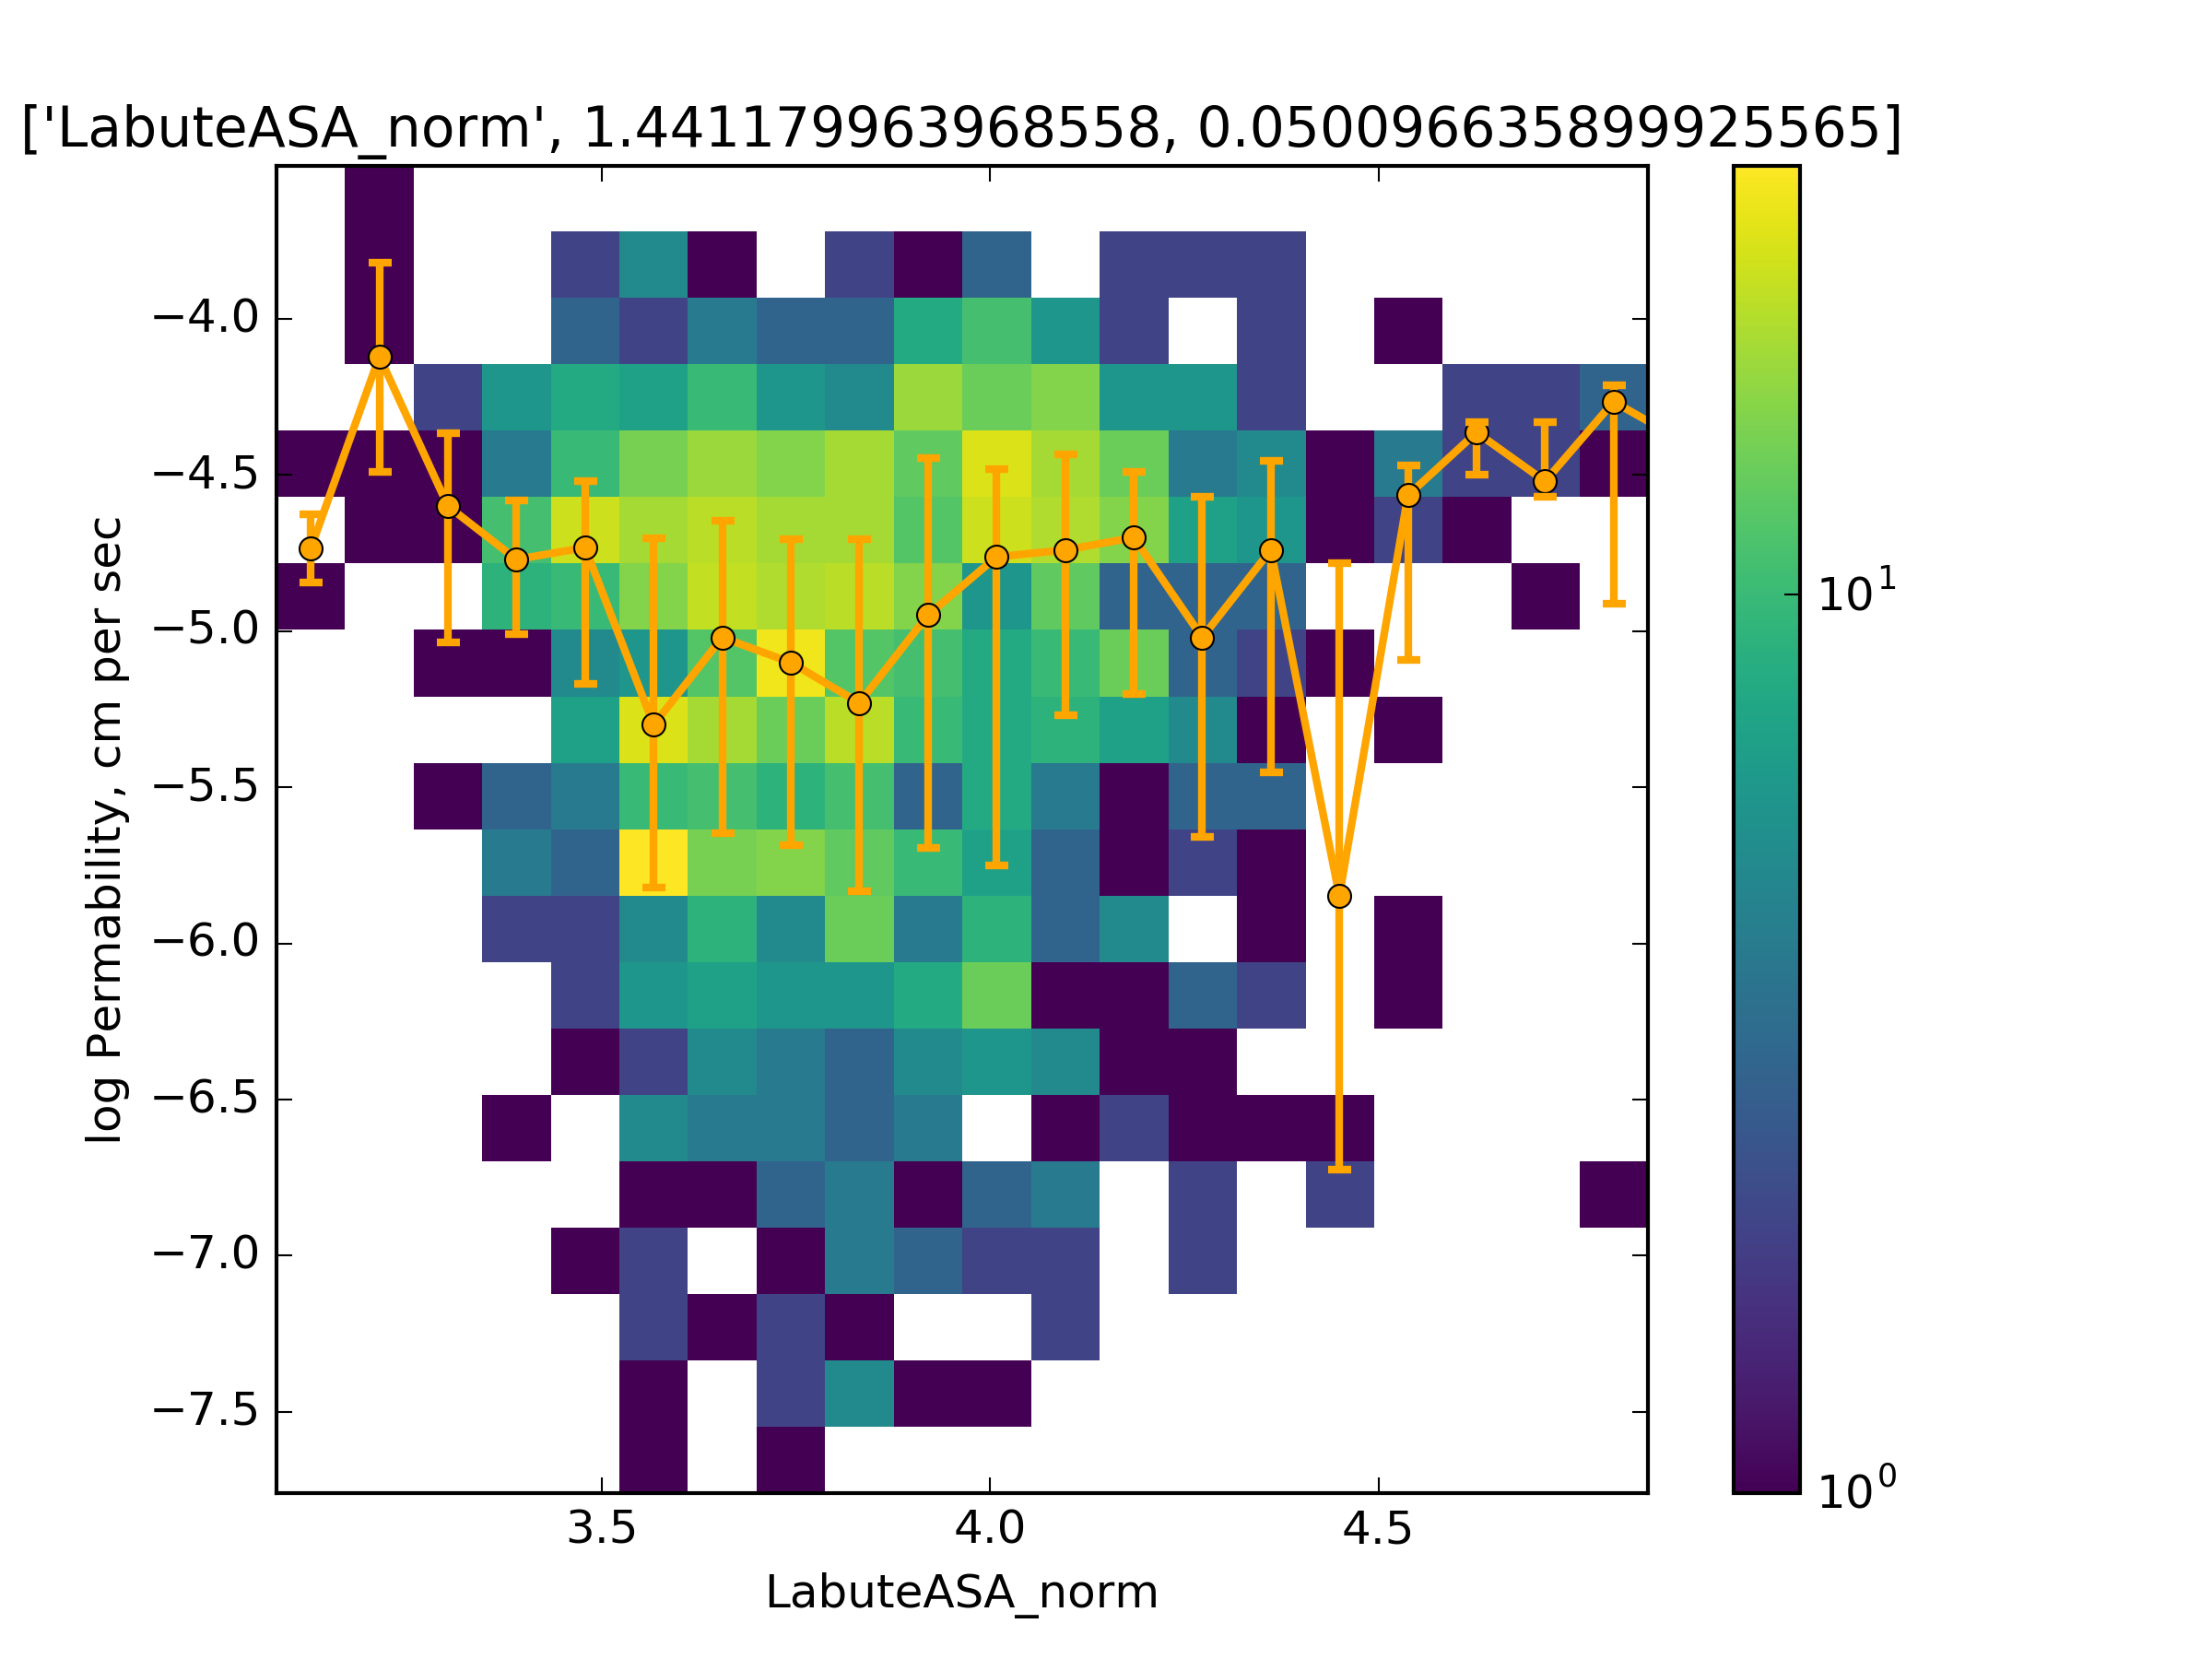 ['LabuteASA_norm', 1.441179963968558, 0.050096635899925565]
log Permability, cm per sec
−4.0
−4.5
−5.0
−5.5
−6.0
−6.5
−7.0
−7.5
3.5 4.0 4.5
LabuteASA_norm
10¹
10⁰